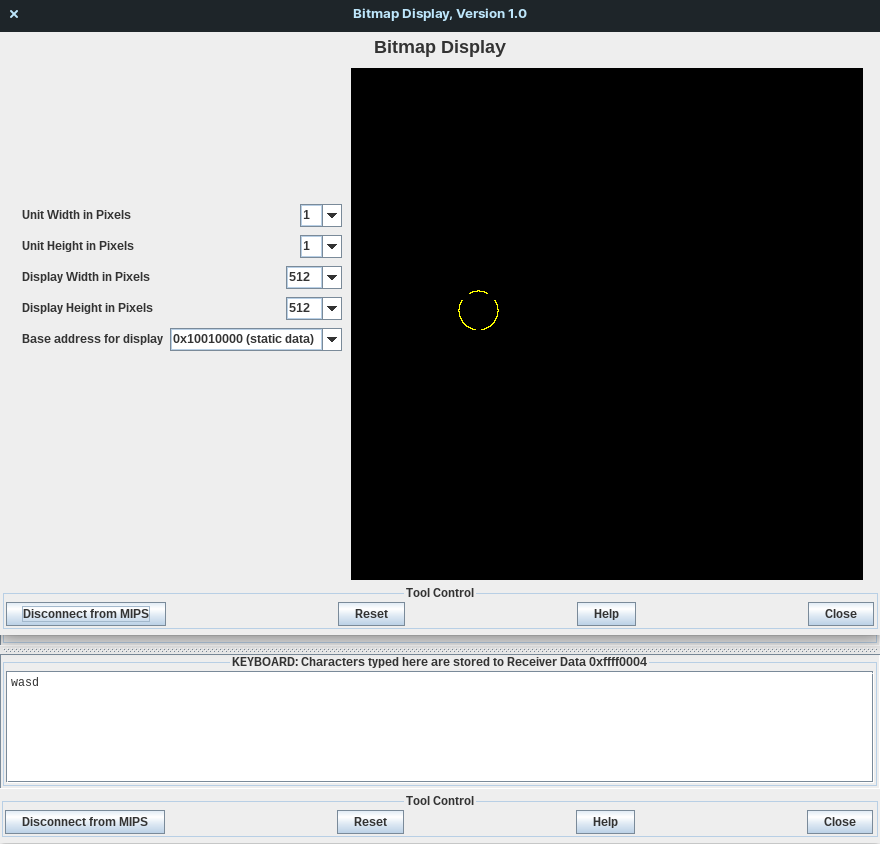 Bitmap Display, Version 1.0
Bitmap Display
Unit Width in Pixels 1
Unit Height in Pixels 1
Display Width in Pixels 512
Display Height in Pixels 512
Base address for display 0x10010000 (static data)
Tool Control
Disconnect from MIPS Reset Help Close
KEYBOARD: Characters typed here are stored to Receiver Data 0xffff0004
wasd
Tool Control
Disconnect from MIPS Reset Help Close